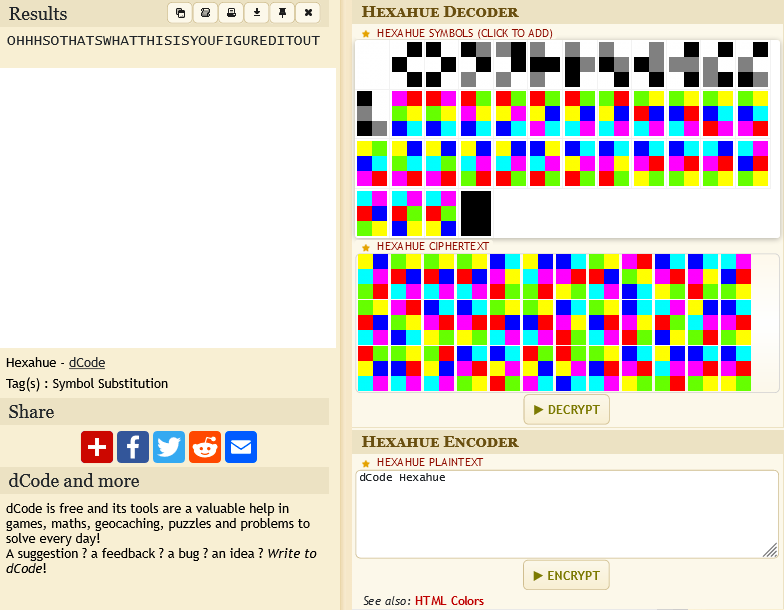 Results
OHHHSOTHATSWHATTHISISYOUFIGUREDITOUT
Hexahue - dCode
Tag(s) : Symbol Substitution
Share
dCode and more
dCode is free and its tools are a valuable help in
games, maths, geocaching, puzzles and problems to
solve every day!
A suggestion ? a feedback ? a bug ? an idea ? Write to
dCode!
Hexahue Decoder
★ HEXAHUE SYMBOLS (CLICK TO ADD)
★ HEXAHUE CIPHERTEXT
▶ DECRYPT
Hexahue Encoder
★ HEXAHUE PLAINTEXT
dCode Hexahue
▶ ENCRYPT
See also: HTML Colors